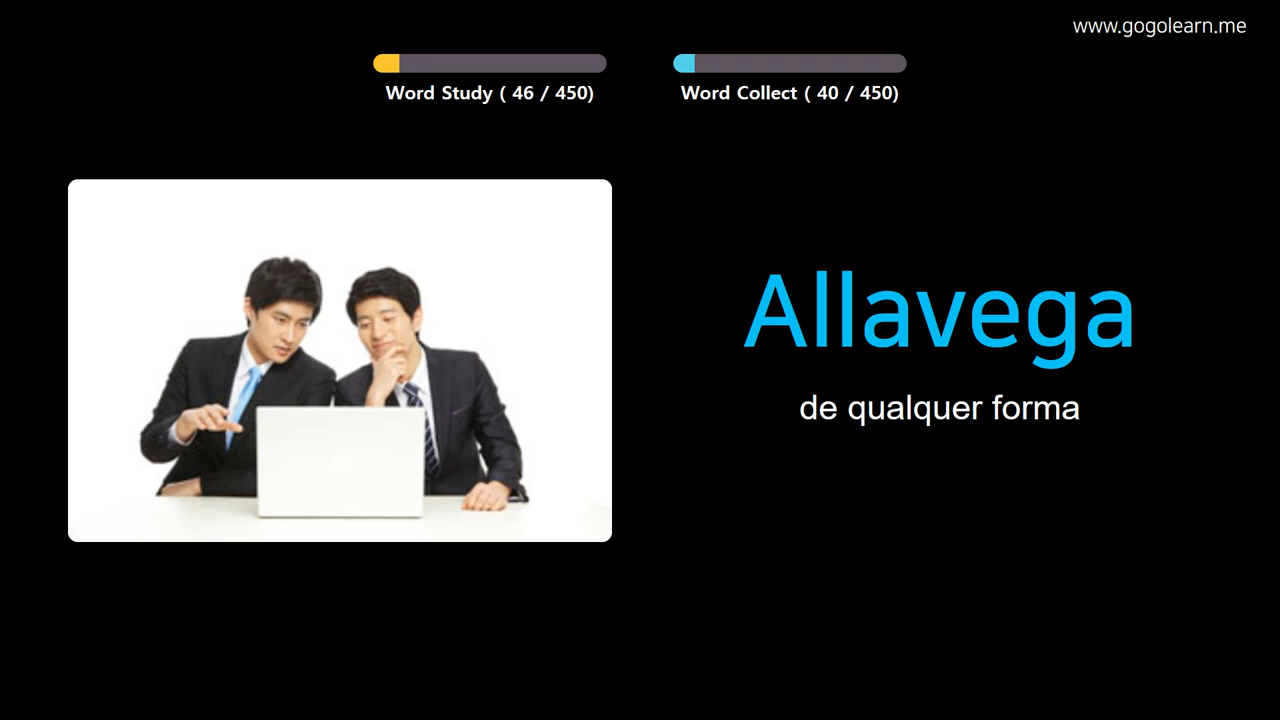 www.gogolearn.me
Word Study ( 46 / 450)
Word Collect ( 40 / 450)
Allavega
de qualquer forma